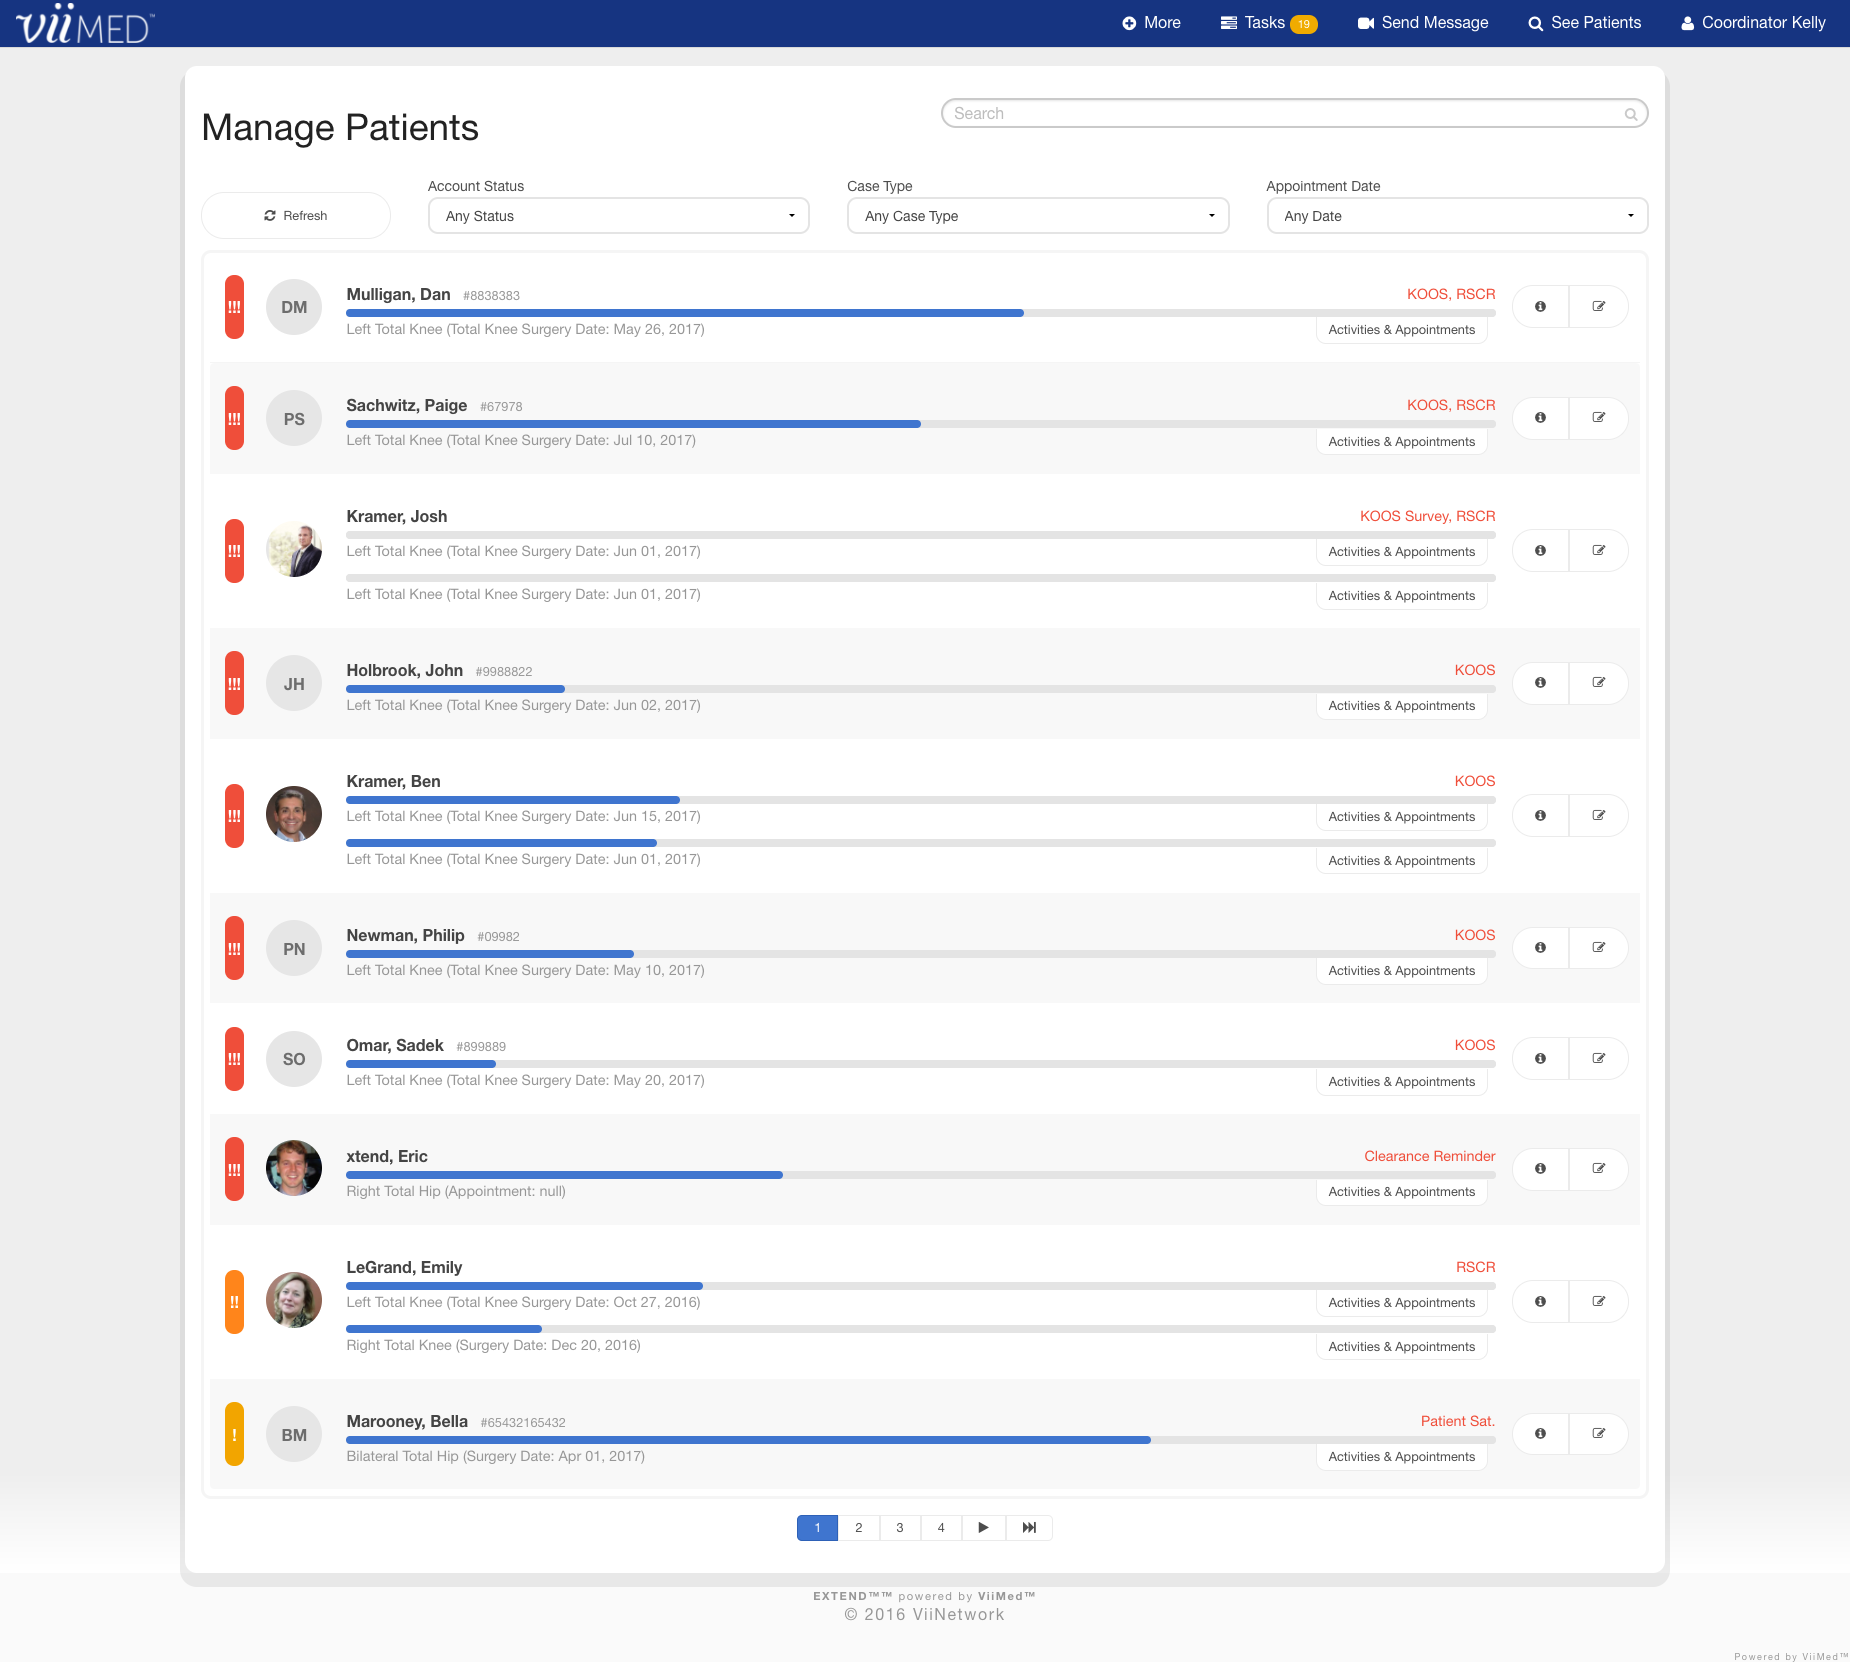 viiMED™
More
Tasks 19
Send Message
See Patients
Coordinator Kelly
Manage Patients
Search
Refresh
Account Status
Any Status
Case Type
Any Case Type
Appointment Date
Any Date
!!!
DM
Mulligan, Dan #8838383
KOOS, RSCR
Left Total Knee (Total Knee Surgery Date: May 26, 2017)
Activities & Appointments
!!!
PS
Sachwitz, Paige #67978
KOOS, RSCR
Left Total Knee (Total Knee Surgery Date: Jul 10, 2017)
Activities & Appointments
!!!
Kramer, Josh
KOOS Survey, RSCR
Left Total Knee (Total Knee Surgery Date: Jun 01, 2017)
Activities & Appointments
Left Total Knee (Total Knee Surgery Date: Jun 01, 2017)
Activities & Appointments
!!!
JH
Holbrook, John #9988822
KOOS
Left Total Knee (Total Knee Surgery Date: Jun 02, 2017)
Activities & Appointments
!!!
Kramer, Ben
KOOS
Left Total Knee (Total Knee Surgery Date: Jun 15, 2017)
Activities & Appointments
Left Total Knee (Total Knee Surgery Date: Jun 01, 2017)
Activities & Appointments
!!!
PN
Newman, Philip #09982
KOOS
Left Total Knee (Total Knee Surgery Date: May 10, 2017)
Activities & Appointments
!!!
SO
Omar, Sadek #899889
KOOS
Left Total Knee (Total Knee Surgery Date: May 20, 2017)
Activities & Appointments
!!!
xtend, Eric
Clearance Reminder
Right Total Hip (Appointment: null)
Activities & Appointments
!!
LeGrand, Emily
RSCR
Left Total Knee (Total Knee Surgery Date: Oct 27, 2016)
Activities & Appointments
Right Total Knee (Surgery Date: Dec 20, 2016)
Activities & Appointments
!
BM
Marooney, Bella #65432165432
Patient Sat.
Bilateral Total Hip (Surgery Date: Apr 01, 2017)
Activities & Appointments
1 2 3 4
EXTEND™™ powered by ViiMed™
© 2016 ViiNetwork
Powered by ViiMed™